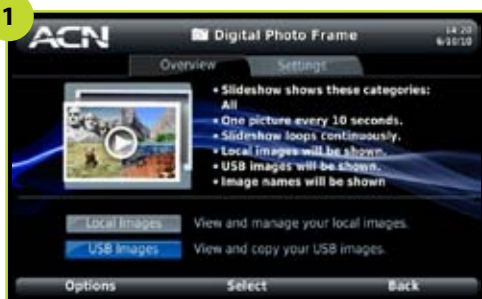 1
ACN
Digital Photo Frame
14:20
6/10/10
Overview
Settings
• Slideshow shows these categories:
All
• One picture every 10 seconds.
• Slideshow loops continuously.
• Local images will be shown.
• USB images will be shown.
• Image names will be shown
Local Images
View and manage your local images.
USB Images
View and copy your USB images.
Options
Select
Back